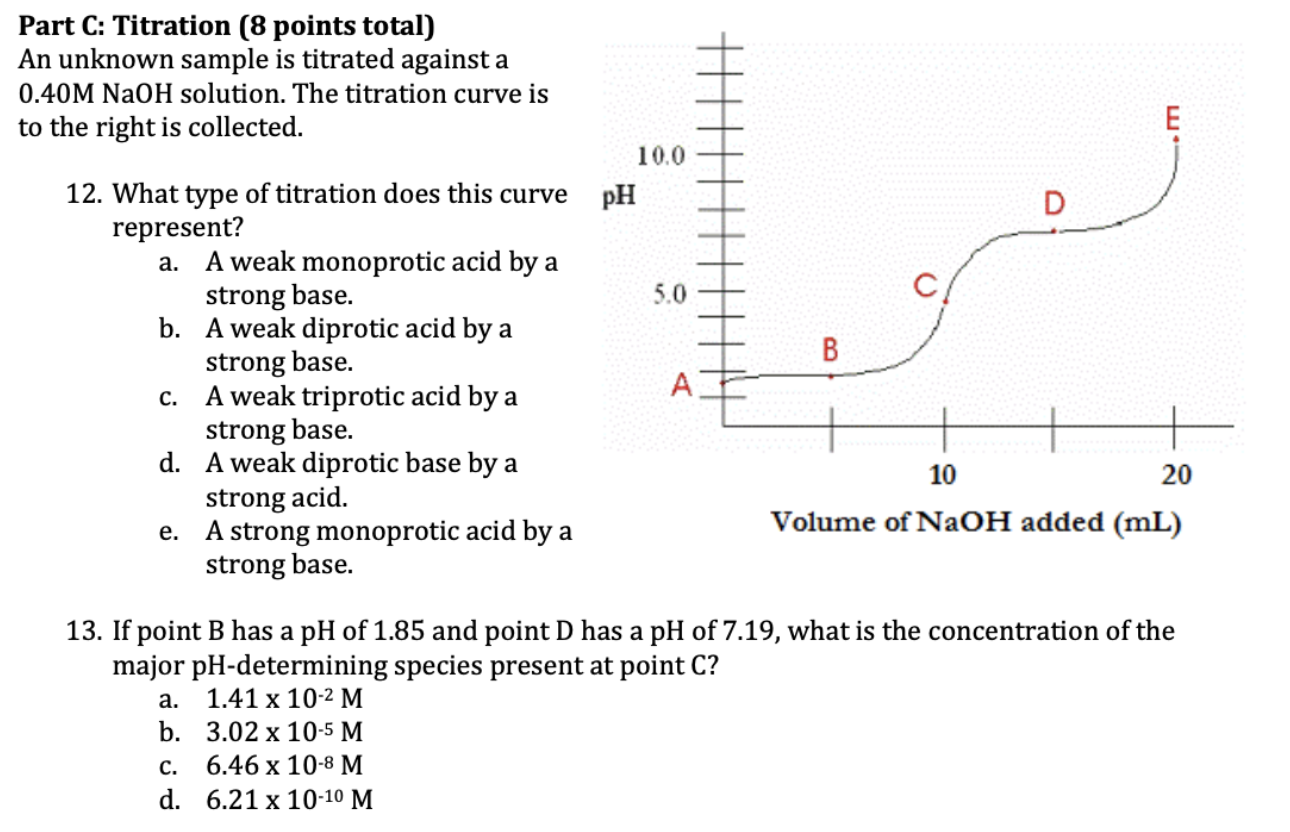 Part C: Titration (8 points total)
An unknown sample is titrated against a
0.40M NaOH solution. The titration curve is
to the right is collected.
12. What type of titration does this curve
represent?
a. A weak monoprotic acid by a
strong base.
b. A weak diprotic acid by a
strong base.
c. A weak triprotic acid by a
strong base.
d. A weak diprotic base by a
strong acid.
e. A strong monoprotic acid by a
strong base.
10.0
pH
5.0
A
B
C
D
E
10
20
Volume of NaOH added (mL)
13. If point B has a pH of 1.85 and point D has a pH of 7.19, what is the concentration of the
major pH-determining species present at point C?
a. 1.41 x 10⁻² M
b. 3.02 x 10⁻⁵ M
c. 6.46 x 10⁻⁸ M
d. 6.21 x 10⁻¹⁰ M